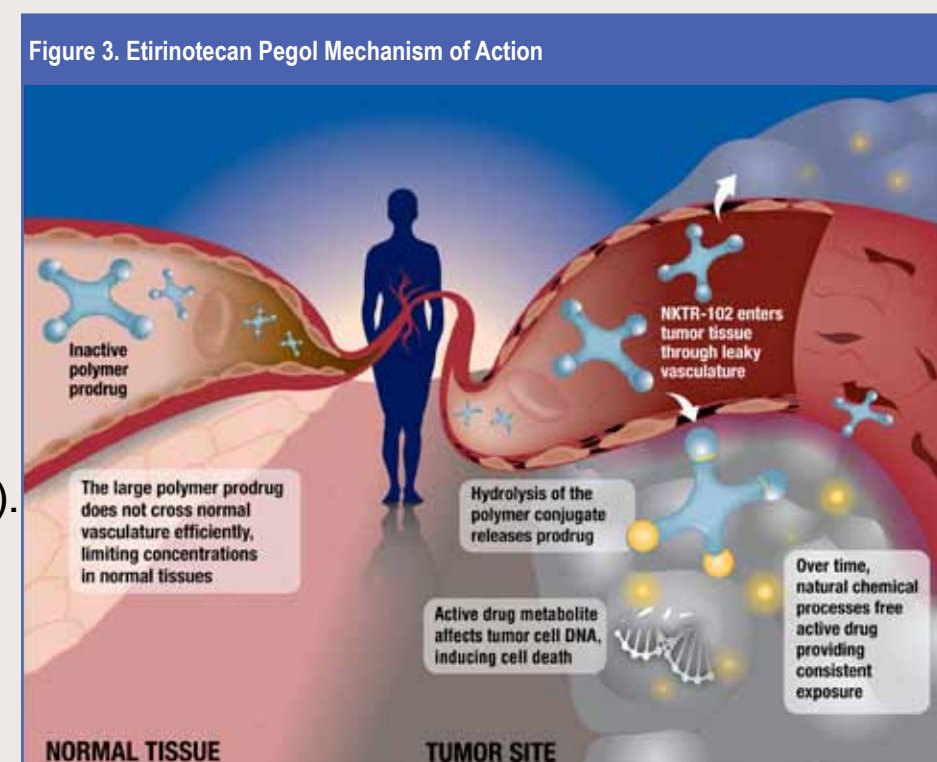 Figure 3. Etirinotecan Pegol Mechanism of Action
Inactive
polymer
prodrug
NKTR-102 enters
tumor tissue
through leaky
vasculature
).
The large polymer prodrug
does not cross normal
vasculature efficiently,
limiting concentrations
in normal tissues
Hydrolysis of the
polymer conjugate
releases prodrug
Over time,
natural chemical
processes free
active drug
providing
consistent
exposure
Active drug metabolite
affects tumor cell DNA,
inducing cell death
NORMAL TISSUE
TUMOR SITE